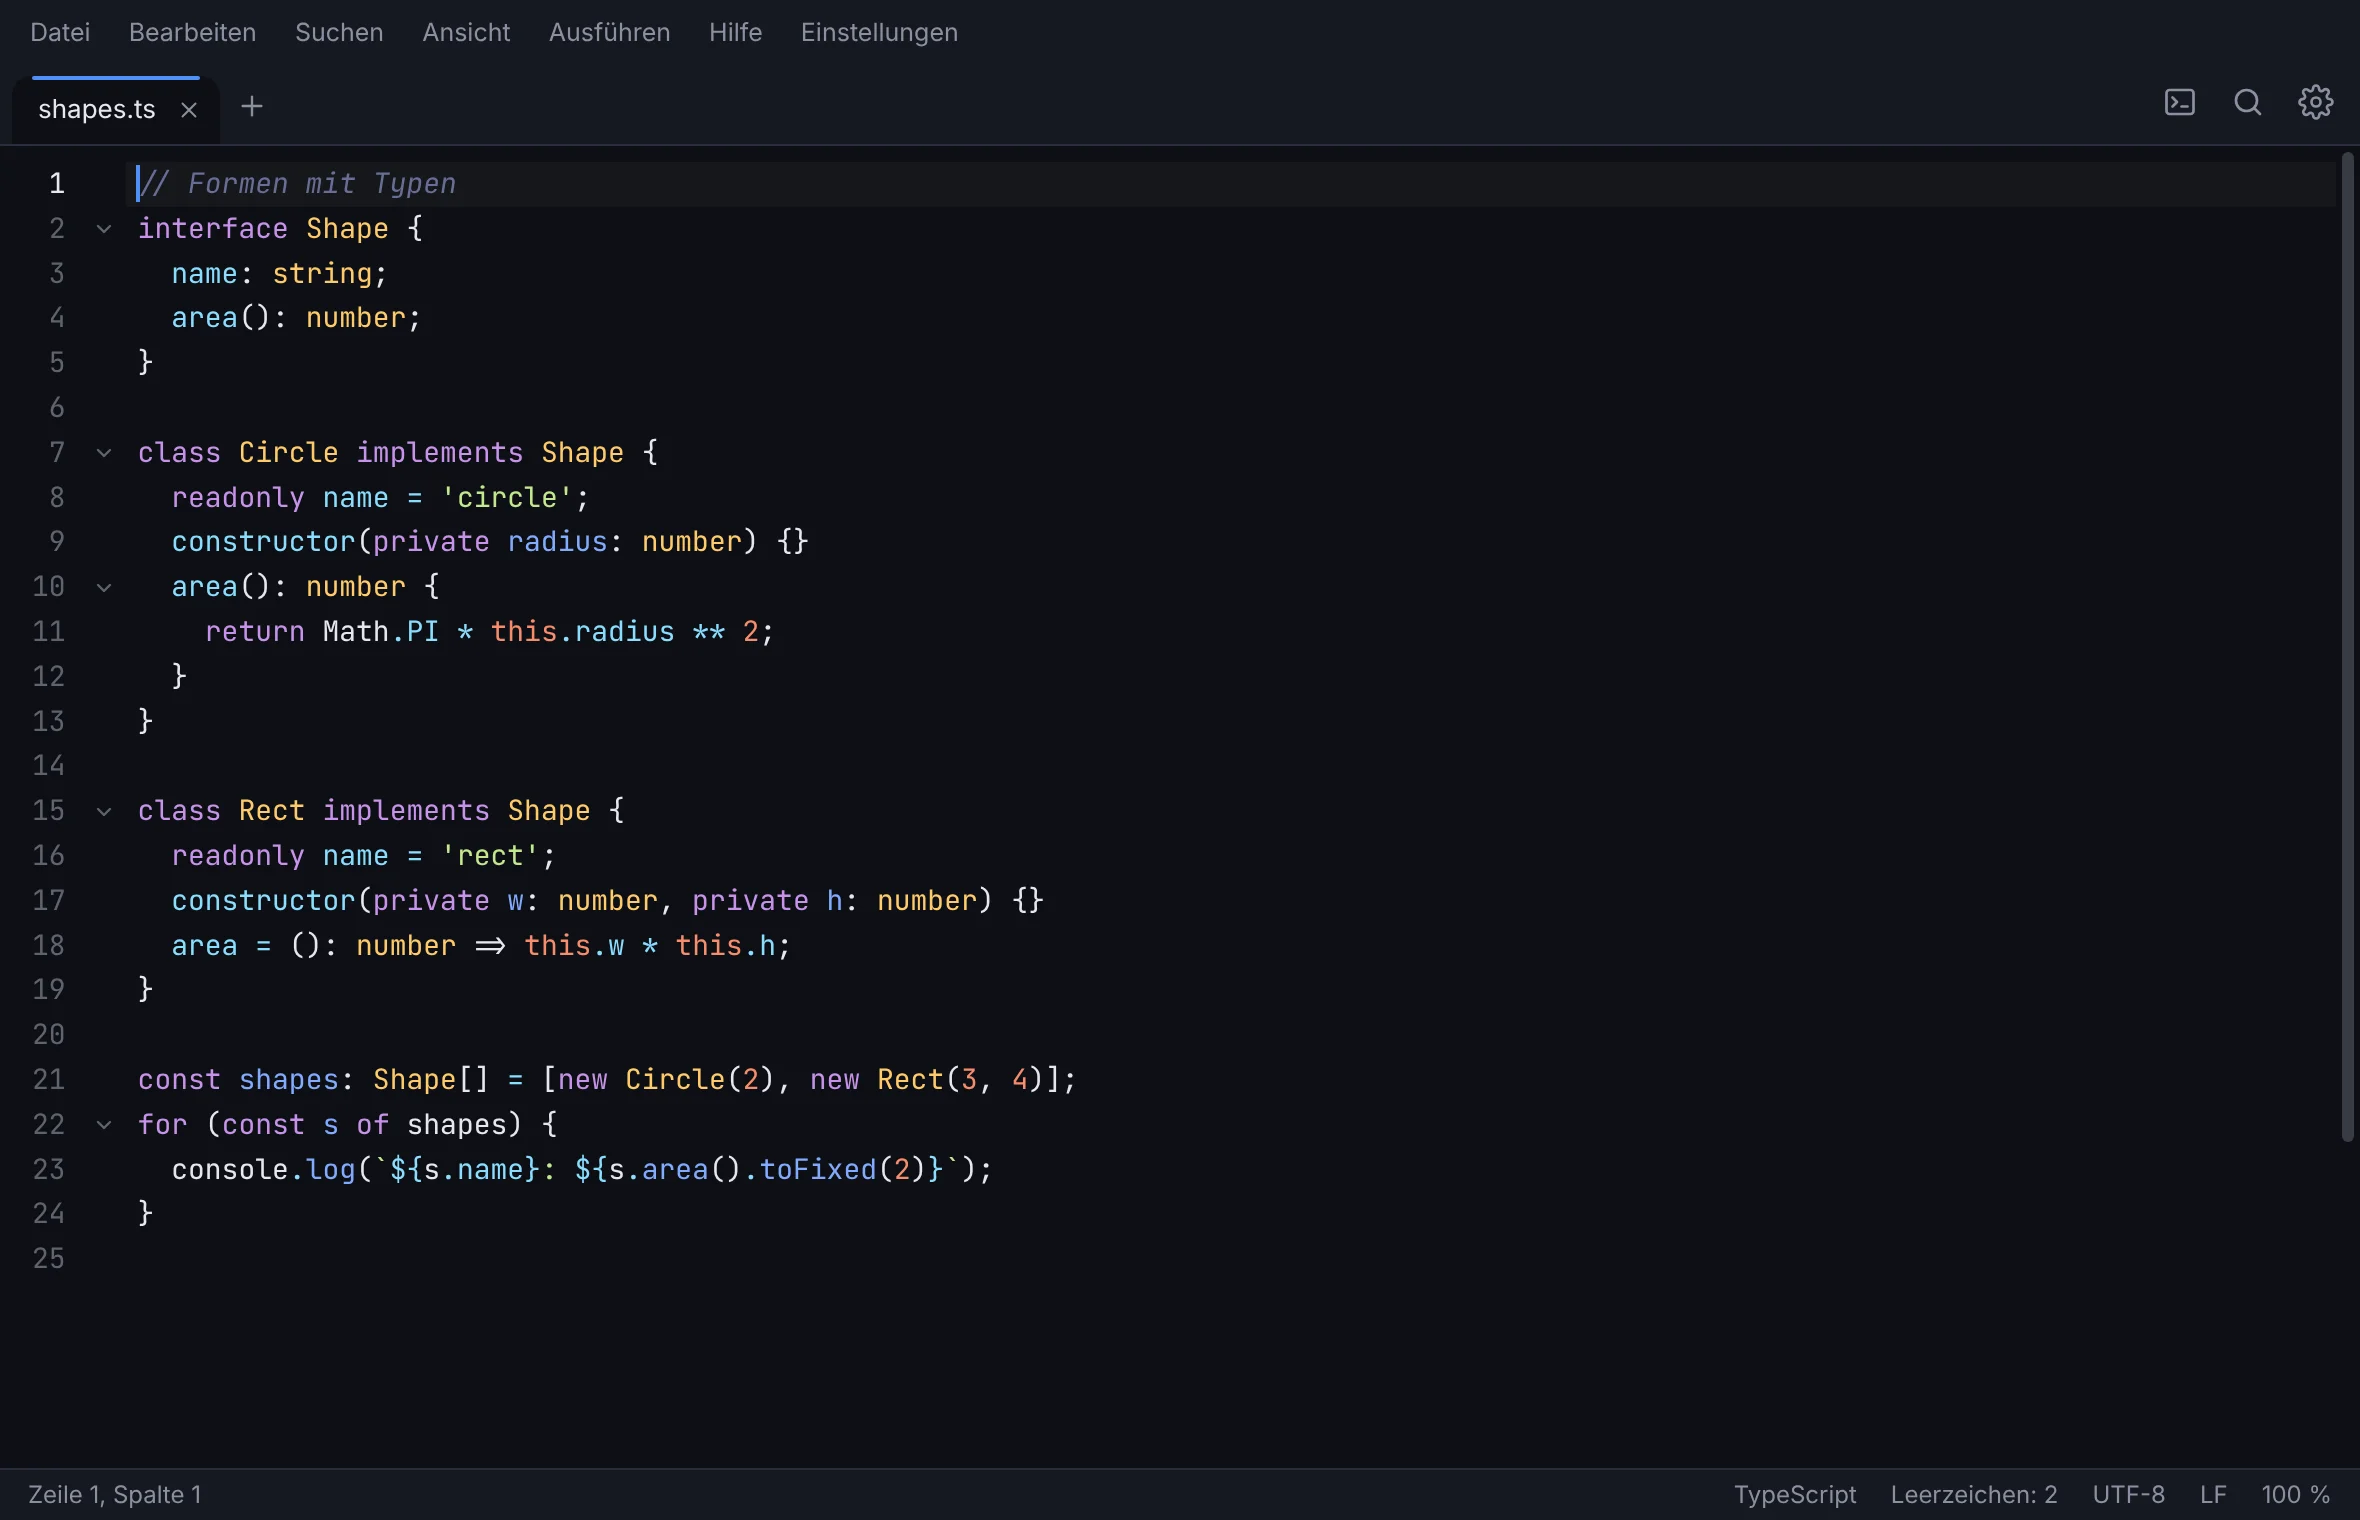 Datei Bearbeiten Suchen Ansicht Ausführen Hilfe Einstellungen
shapes.ts
1 // Formen mit Typen
2 interface Shape {
3   name: string;
4   area(): number;
5 }
6
7 class Circle implements Shape {
8   readonly name = 'circle';
9   constructor(private radius: number) {}
10   area(): number {
11     return Math.PI * this.radius ** 2;
12   }
13 }
14
15 class Rect implements Shape {
16   readonly name = 'rect';
17   constructor(private w: number, private h: number) {}
18   area = (): number => this.w * this.h;
19 }
20
21 const shapes: Shape[] = [new Circle(2), new Rect(3, 4)];
22 for (const s of shapes) {
23   console.log(`${s.name}: ${s.area().toFixed(2)}`);
24 }
25
Zeile 1, Spalte 1 TypeScript Leerzeichen: 2 UTF-8 LF 100 %